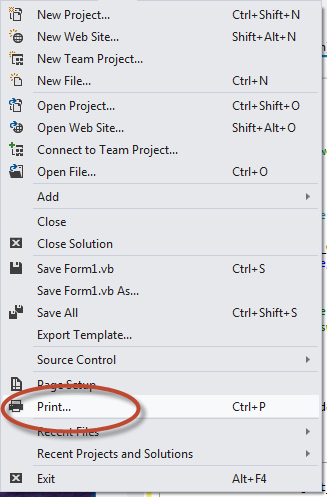 New Project... Ctrl+Shift+N
New Web Site... Shift+Alt+N
New Team Project...
New File... Ctrl+N
Open Project... Ctrl+Shift+O
Open Web Site... Shift+Alt+O
Connect to Team Project...
Open File... Ctrl+O
Add
Close
Close Solution
Save Form1.vb Ctrl+S
Save Form1.vb As...
Save All Ctrl+Shift+S
Export Template...
Source Control
Page Setup
Print... Ctrl+P
Recent Files
Recent Projects and Solutions
Exit Alt+F4